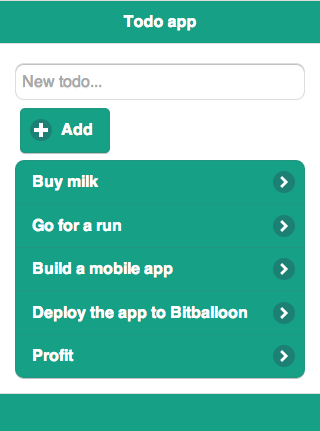 Todo app
New todo...
Add
Buy milk
Go for a run
Build a mobile app
Deploy the app to Bitballoon
Profit